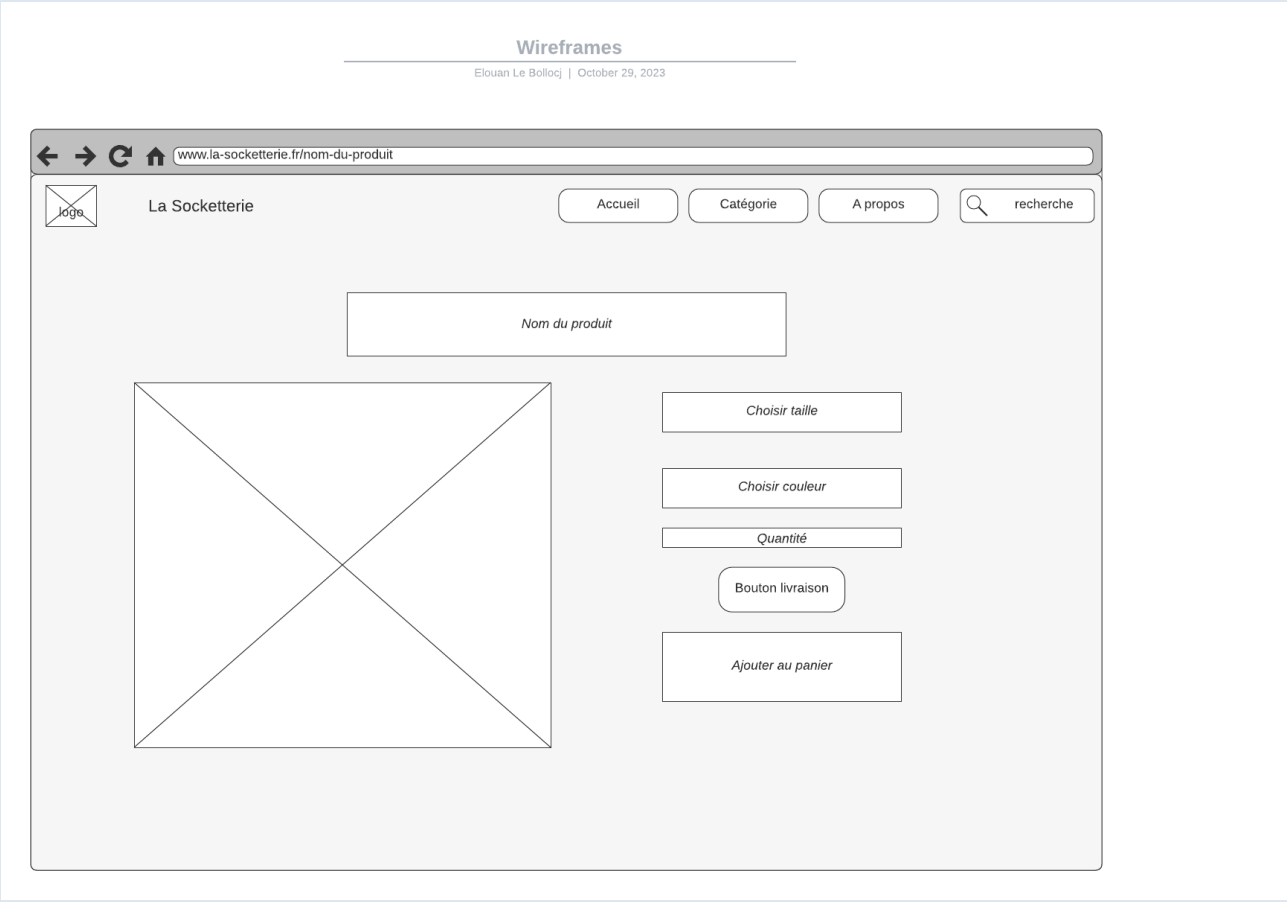 Wireframes
Elouan Le Bollocj | October 29, 2023
www.la-socketterie.fr/nom-du-produit
logo
La Socketterie
Accueil
Catégorie
A propos
recherche
Nom du produit
Choisir taille
Choisir couleur
Quantité
Bouton livraison
Ajouter au panier